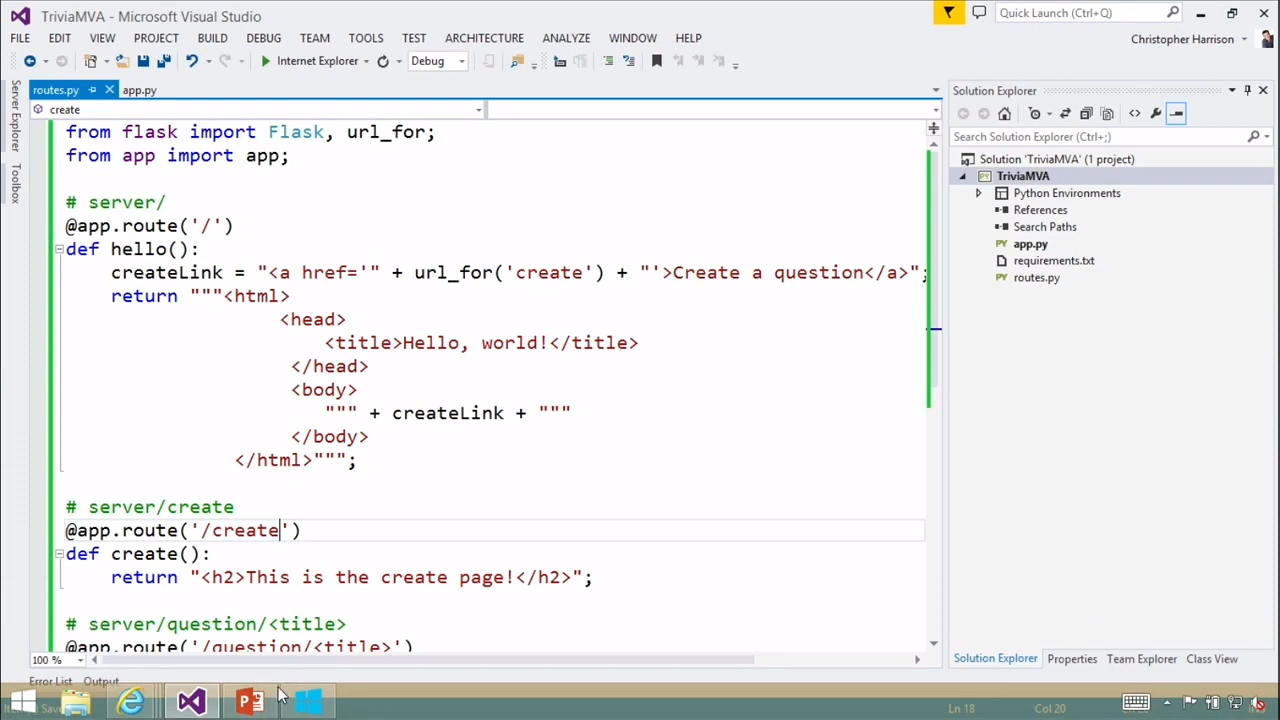 TriviaMVA - Microsoft Visual Studio
Quick Launch (Ctrl+Q)
FILE EDIT VIEW PROJECT BUILD DEBUG TEAM TOOLS TEST ARCHITECTURE ANALYZE WINDOW HELP
Christopher Harrison
Internet Explorer
Debug
Server Explorer
Toolbox
routes.py
app.py
create
from flask import Flask, url_for;
from app import app;
# server/
@app.route('/')
def hello():
createLink = "<a href='" + url_for('create') + "'>Create a question</a>";
return """<html>
<head>
<title>Hello, world!</title>
</head>
<body>
""" + createLink + """
</body>
</html>""";
# server/create
@app.route('/create')
def create():
return "<h2>This is the create page!</h2>";
# server/question/<title>
@app.route('/question/<title>')
100 %
Error List Output
Solution Explorer
Search Solution Explorer (Ctrl+;)
Solution 'TriviaMVA' (1 project)
TriviaMVA
Python Environments
References
Search Paths
app.py
requirements.txt
routes.py
Solution Explorer Properties Team Explorer Class View
Ln 18
Col 20